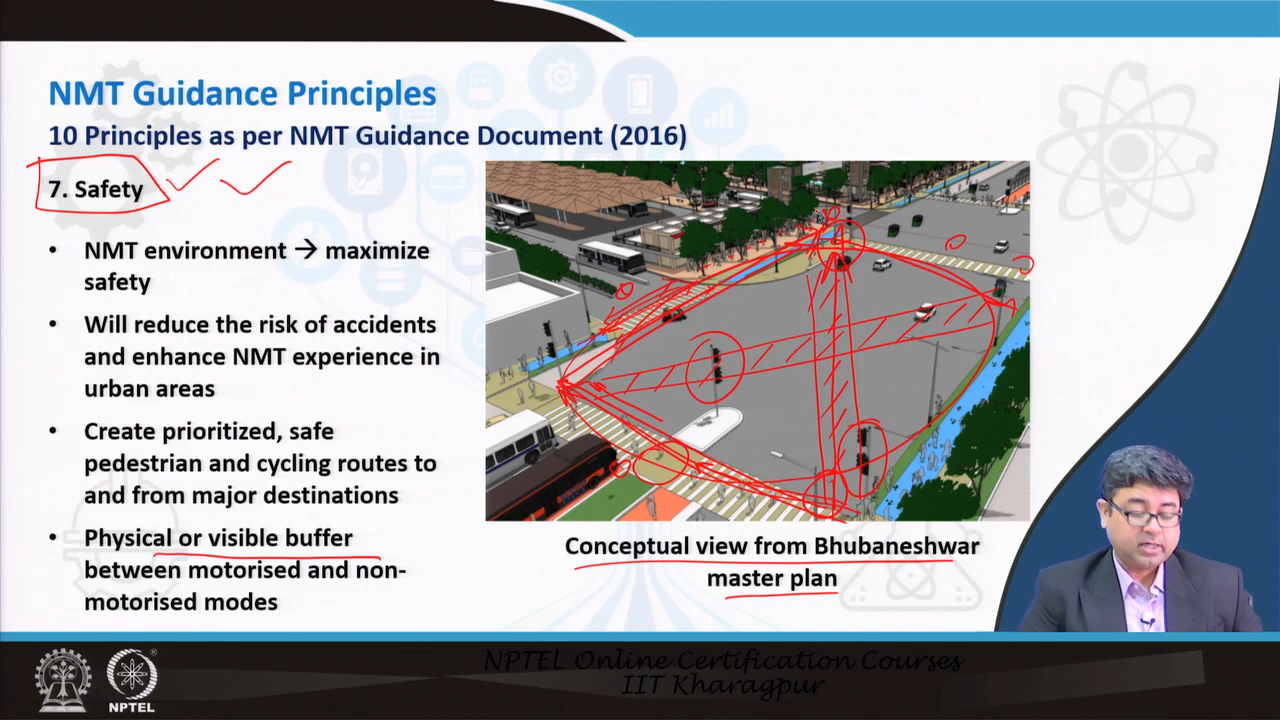 NMT Guidance Principles
10 Principles as per NMT Guidance Document (2016)
7. Safety
• NMT environment → maximize
safety
• Will reduce the risk of accidents
and enhance NMT experience in
urban areas
• Create prioritized, safe
pedestrian and cycling routes to
and from major destinations
• Physical or visible buffer
between motorised and non-
motorised modes
Conceptual view from Bhubaneshwar
master plan
NPTEL Online Certification Courses
IIT Kharagpur
NPTEL